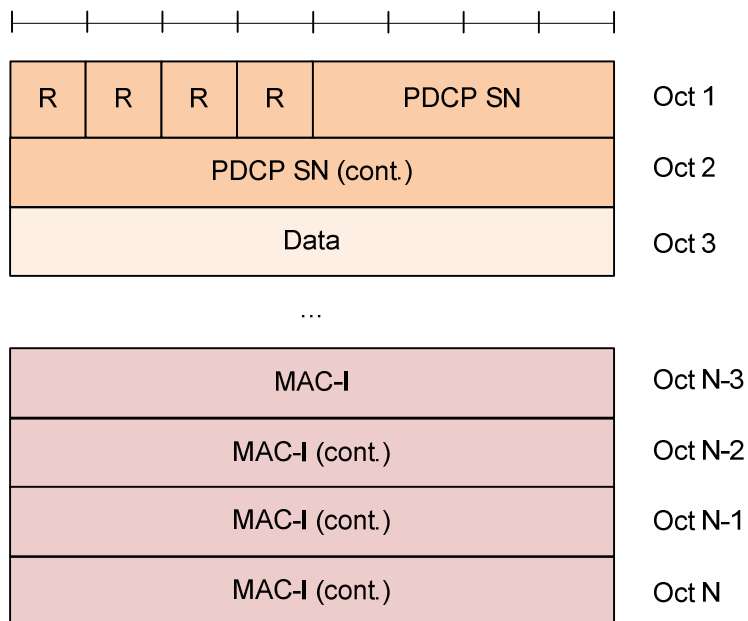 R R R R PDCP SN Oct 1
PDCP SN (cont.) Oct 2
Data Oct 3
...
MAC-I Oct N-3
MAC-I (cont.) Oct N-2
MAC-I (cont.) Oct N-1
MAC-I (cont.) Oct N